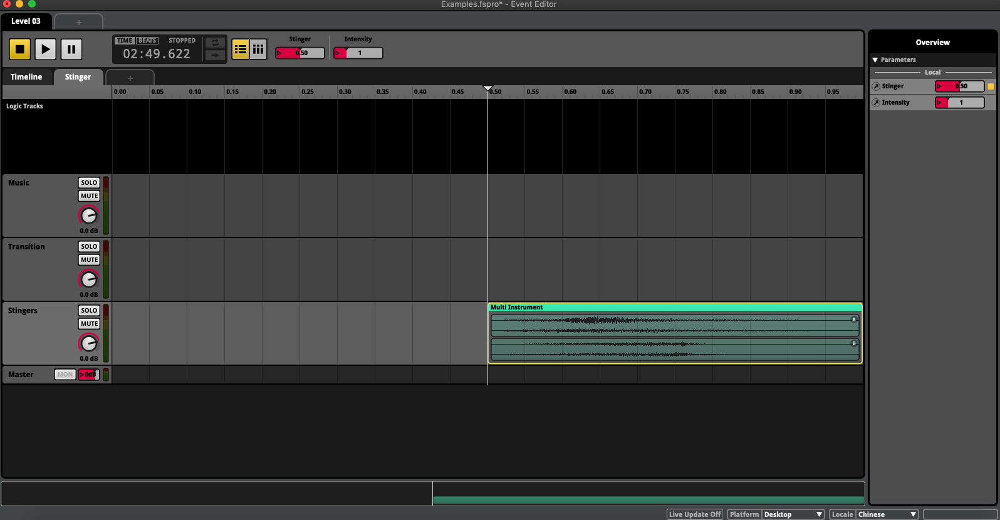 Examples.fspro* - Event Editor
Level 03
+
TIME BEATS STOPPED
02:49.622
Stinger
0.50
Intensity
1
Timeline
Stinger
+
0.00 0.05 0.10 0.15 0.20 0.25 0.30 0.35 0.40 0.45 0.50 0.55 0.60 0.65 0.70 0.75 0.80 0.85 0.90 0.95
Logic Tracks
Music
SOLO
MUTE
0.0 dB
Transition
SOLO
MUTE
0.0 dB
Stingers
SOLO
MUTE
0.0 dB
Multi Instrument
A
B
Master
MON
0dB
Overview
Parameters
Local
Stinger
0.50
Intensity
1
Live Update Off
Platform Desktop
Locale Chinese